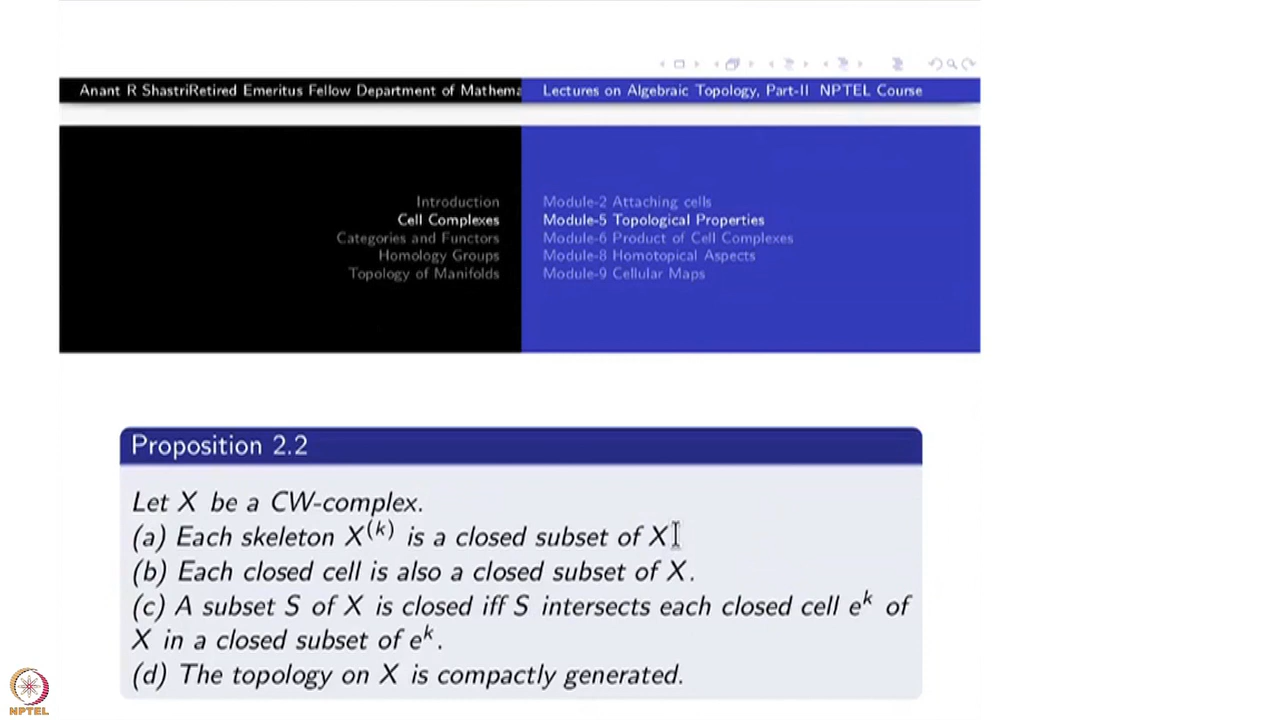 Anant R ShastriRetired Emeritus Fellow Department of Mathema
Lectures on Algebraic Topology, Part-II NPTEL Course
Introduction
Cell Complexes
Categories and Functors
Homology Groups
Topology of Manifolds
Module-2 Attaching cells
Module-5 Topological Properties
Module-6 Product of Cell Complexes
Module-8 Homotopical Aspects
Module-9 Cellular Maps
Proposition 2.2
Let X be a CW-complex.
(a) Each skeleton X^(k) is a closed subset of X
(b) Each closed cell is also a closed subset of X.
(c) A subset S of X is closed iff S intersects each closed cell e^k of
X in a closed subset of e^k.
(d) The topology on X is compactly generated.
NPTEL